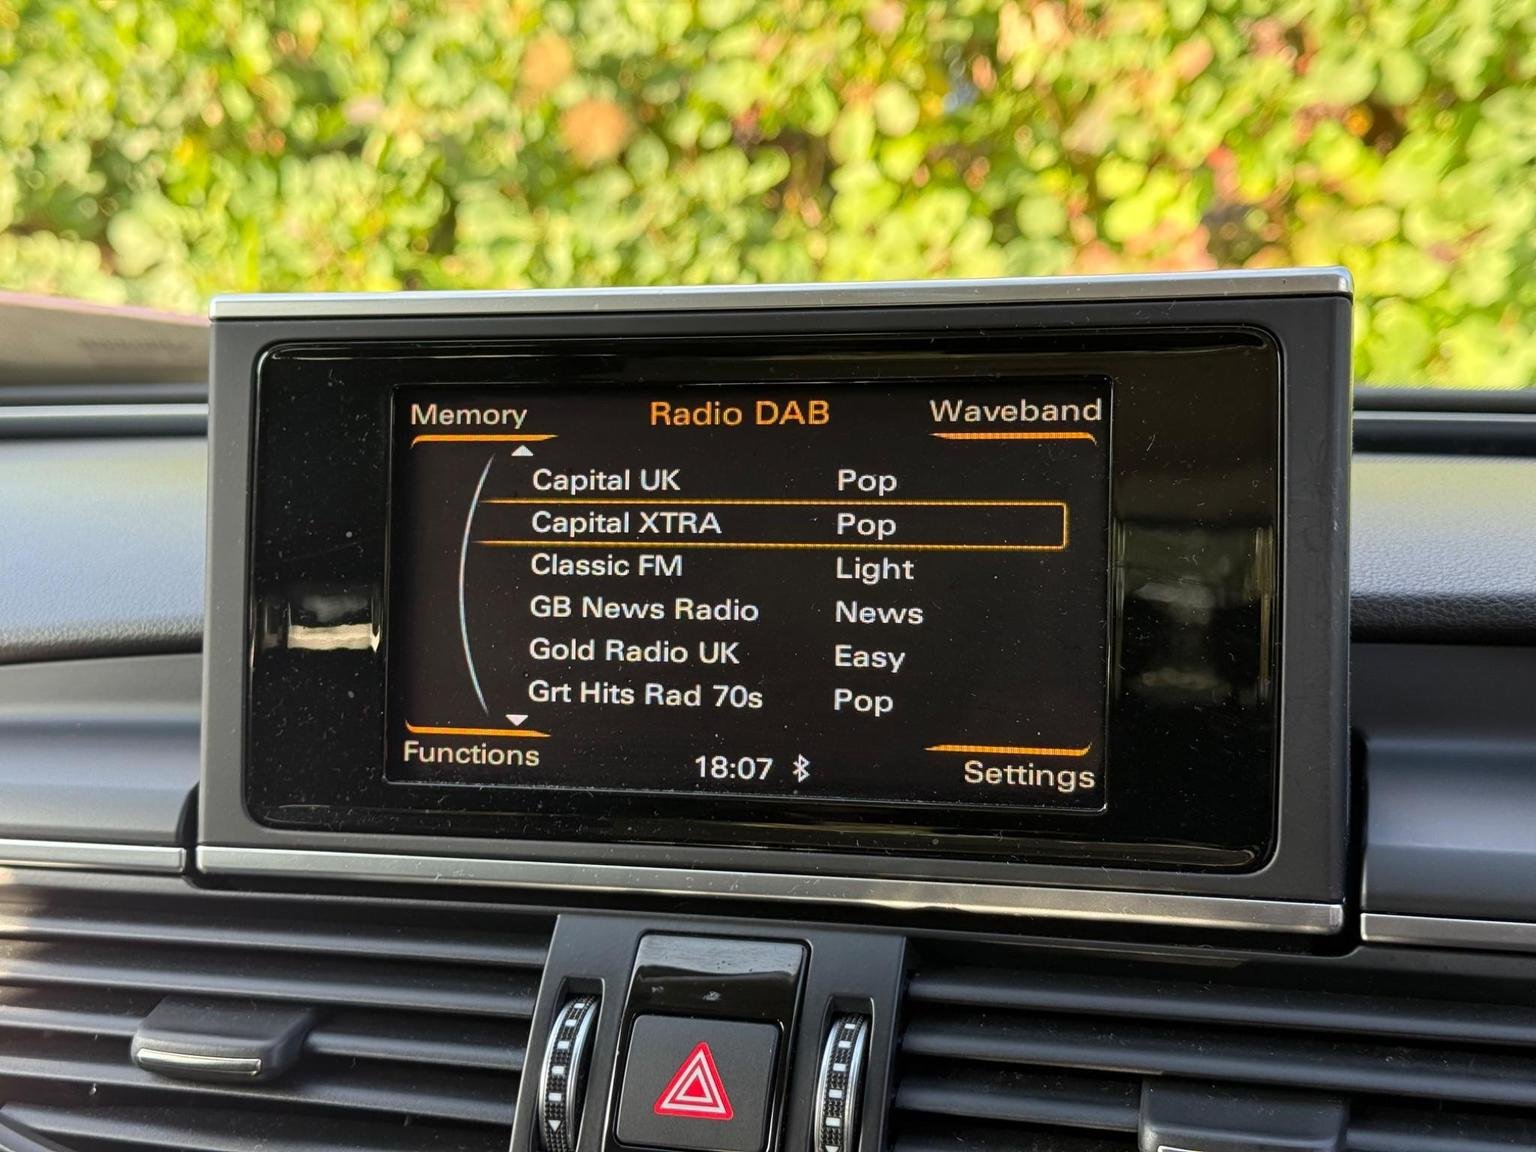 Memory Radio DAB Waveband
Capital UK Pop
Capital XTRA Pop
Classic FM Light
GB News Radio News
Gold Radio UK Easy
Grt Hits Rad 70s Pop
Functions 18:07 Settings